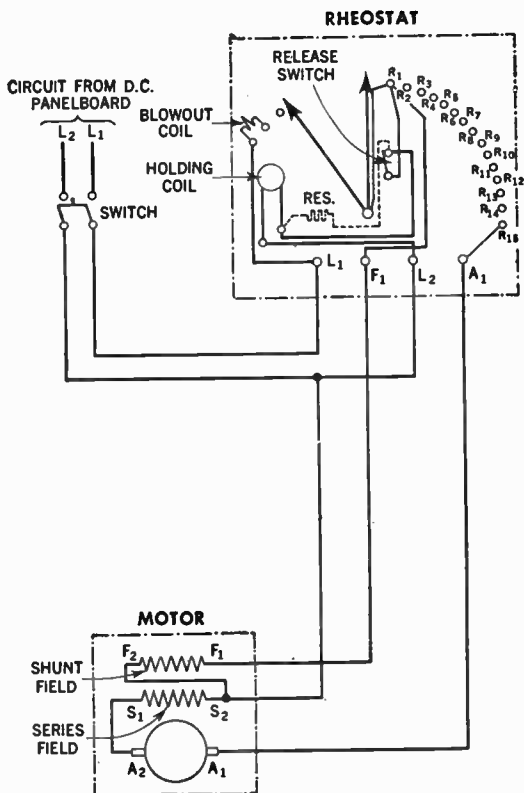 RHEOSTAT
RELEASE
SWITCH
CIRCUIT FROM D.C.
PANELBOARD
L2 L1
BLOWOUT
COIL
HOLDING
COIL
RES.
SWITCH
R1
R2
R3
R4
R5
R6
R7
R8
R9
R10
R11
R12
R13
R14
R15
L1
F1
L2
A1
MOTOR
F2 F1
SHUNT
FIELD
S1 S2
SERIES
FIELD
A2 A1